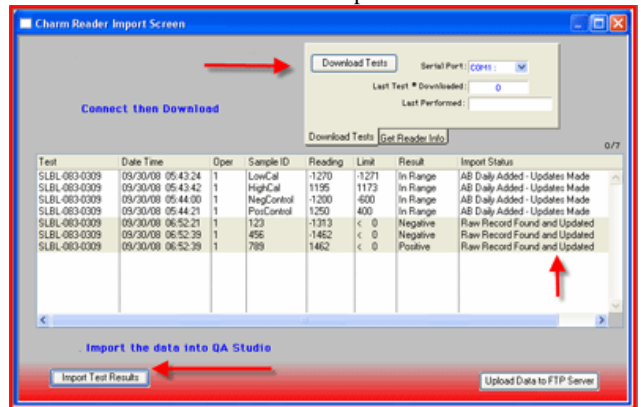 Charm Reader Import Screen
Download Tests
Serial Port: COM1 :
Last Test # Downloaded: 0
Last Performed:
Connect then Download
Download Tests Get Reader Info
0/7
Test Date Time Oper Sample ID Reading Limit Result Import Status
SLBL-083-0309 09/30/08 05:43:24 1 LowCal -1270 -1271 In Range AB Daily Added - Updates Made
SLBL-083-0309 09/30/08 05:43:42 1 HighCal 1195 1173 In Range AB Daily Added - Updates Made
SLBL-083-0309 09/30/08 05:44:00 1 NegControl -1200 -600 In Range AB Daily Added - Updates Made
SLBL-083-0309 09/30/08 05:44:21 1 PosControl 1250 400 In Range AB Daily Added - Updates Made
SLBL-083-0309 09/30/08 06:52:21 1 123 -1313 < 0 Negative Raw Record Found and Updated
SLBL-083-0309 09/30/08 06:52:39 1 456 -1462 < 0 Negative Raw Record Found and Updated
SLBL-083-0309 09/30/08 06:52:39 1 789 1462 < 0 Positive Raw Record Found and Updated
. Import the data into QA Studio
Import Test Results
Upload Data to FTP Server